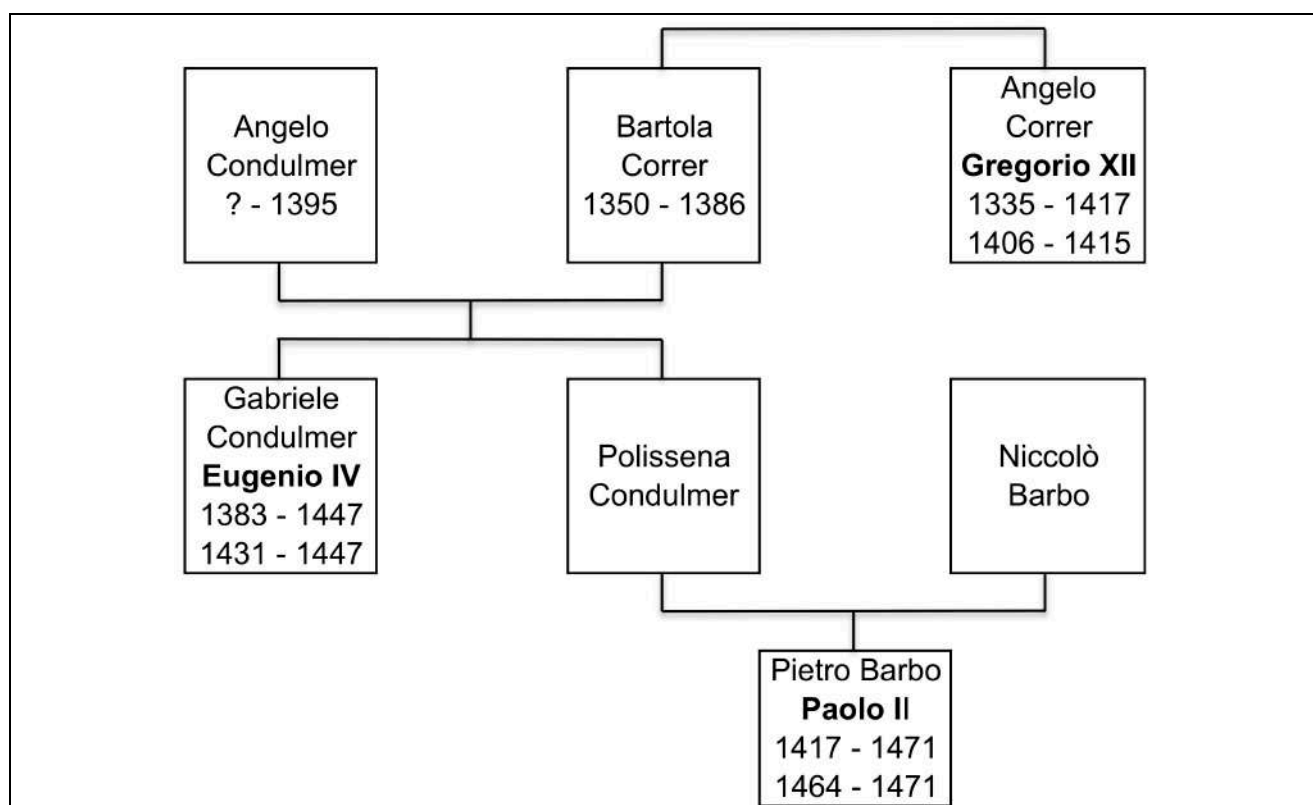 Angelo
Condulmer
? - 1395
Bartola
Correr
1350 - 1386
Angelo
Correr
Gregorio XII
1335 - 1417
1406 - 1415
Gabriele
Condulmer
Eugenio IV
1383 - 1447
1431 - 1447
Polissena
Condulmer
Niccolò
Barbo
Pietro Barbo
Paolo II
1417 - 1471
1464 - 1471